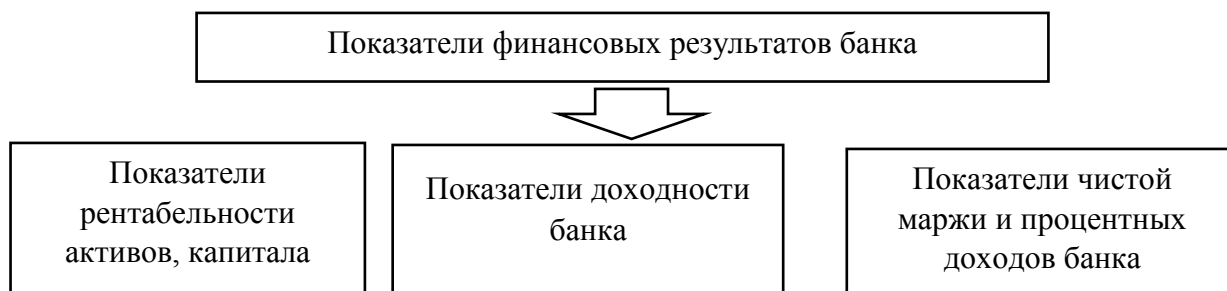 Показатели финансовых результатов банка
Показатели
рентабельности
активов, капитала
Показатели доходности
банка
Показатели чистой
маржи и процентных
доходов банка